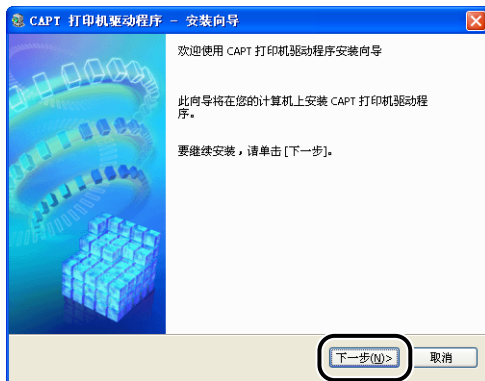 CAPT 打印机驱动程序 - 安装向导
欢迎使用 CAPT 打印机驱动程序安装向导
此向导将在您的计算机上安装 CAPT 打印机驱动程
序。
要继续安装，请单击 [下一步]。
下一步(N)>
取消